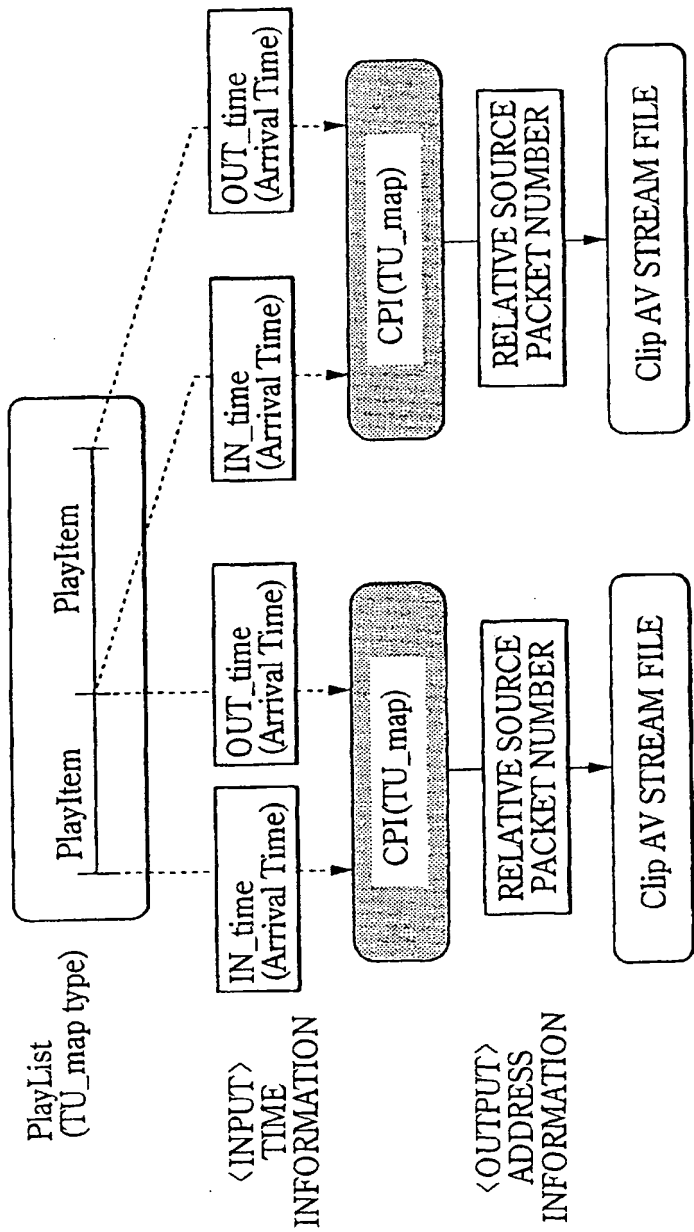 PlayList
(TU_map type)
PlayItem
PlayItem
<INPUT>
TIME
INFORMATION
IN_time
(Arrival Time)
OUT_time
(Arrival Time)
IN_time
(Arrival Time)
OUT_time
(Arrival Time)
CPI(TU_map)
CPI(TU_map)
<OUTPUT>
ADDRESS
INFORMATION
RELATIVE SOURCE
PACKET NUMBER
RELATIVE SOURCE
PACKET NUMBER
Clip AV STREAM FILE
Clip AV STREAM FILE